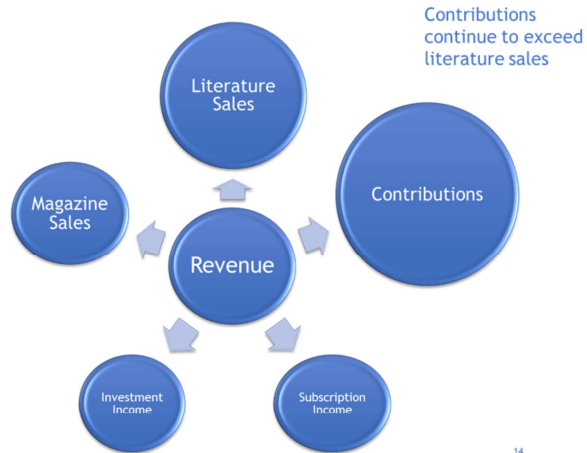 Contributions
continue to exceed
literature sales
Literature
Sales
Contributions
Magazine
Sales
Revenue
Investment
Income
Subscription
Income
14